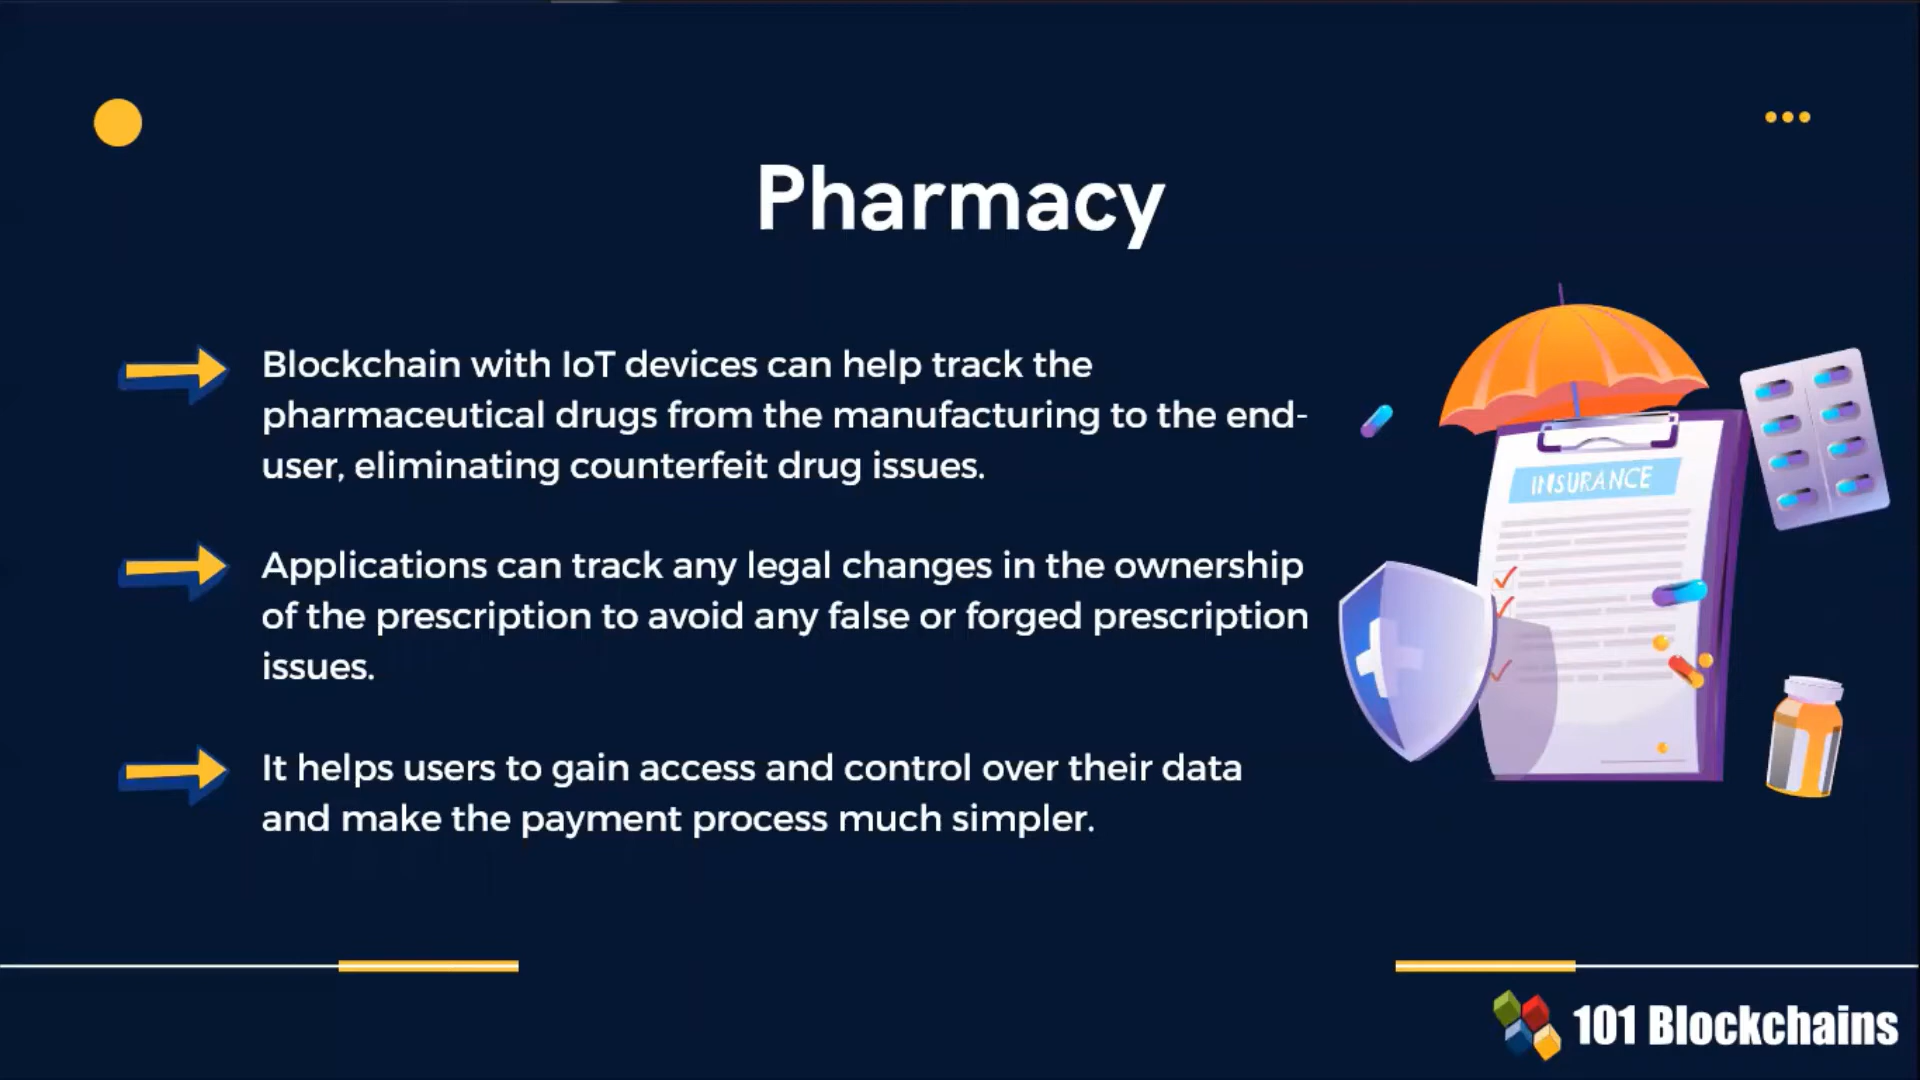 Pharmacy
Blockchain with IoT devices can help track the
pharmaceutical drugs from the manufacturing to the end-
user, eliminating counterfeit drug issues.
Applications can track any legal changes in the ownership
of the prescription to avoid any false or forged prescription
issues.
It helps users to gain access and control over their data
and make the payment process much simpler.
INSURANCE
101 Blockchains